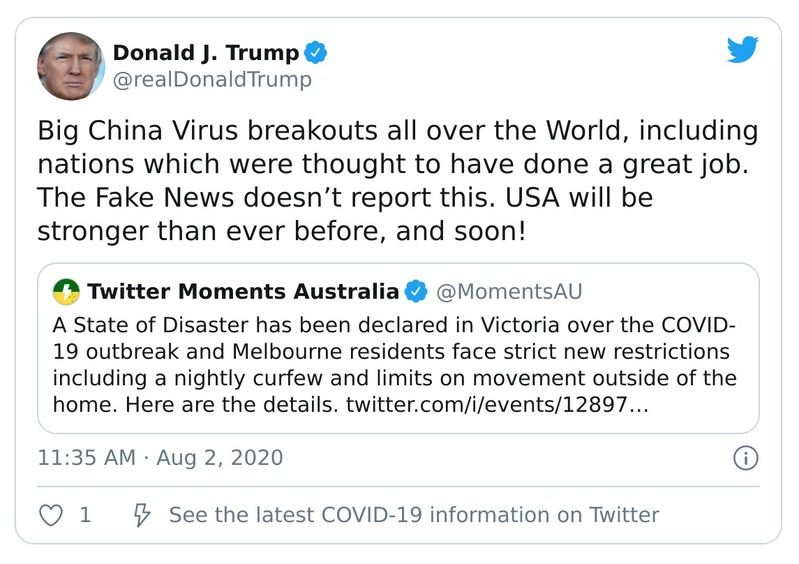 Donald J. Trump
@realDonaldTrump
Big China Virus breakouts all over the World, including
nations which were thought to have done a great job.
The Fake News doesn’t report this. USA will be
stronger than ever before, and soon!
Twitter Moments Australia @MomentsAU
A State of Disaster has been declared in Victoria over the COVID-
19 outbreak and Melbourne residents face strict new restrictions
including a nightly curfew and limits on movement outside of the
home. Here are the details. twitter.com/i/events/12897…
11:35 AM · Aug 2, 2020
1 See the latest COVID-19 information on Twitter